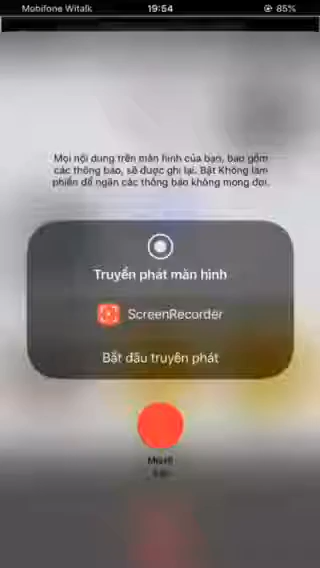 Mobifone Witalk
19:54
85%
Mọi nội dung trên màn hình của bạn, bao gồm
các thông báo, sẽ được ghi lại. Bật Không làm
phiền để ngăn các thông báo không mong đợi.
Truyền phát màn hình
ScreenRecorder
Bắt đầu truyền phát